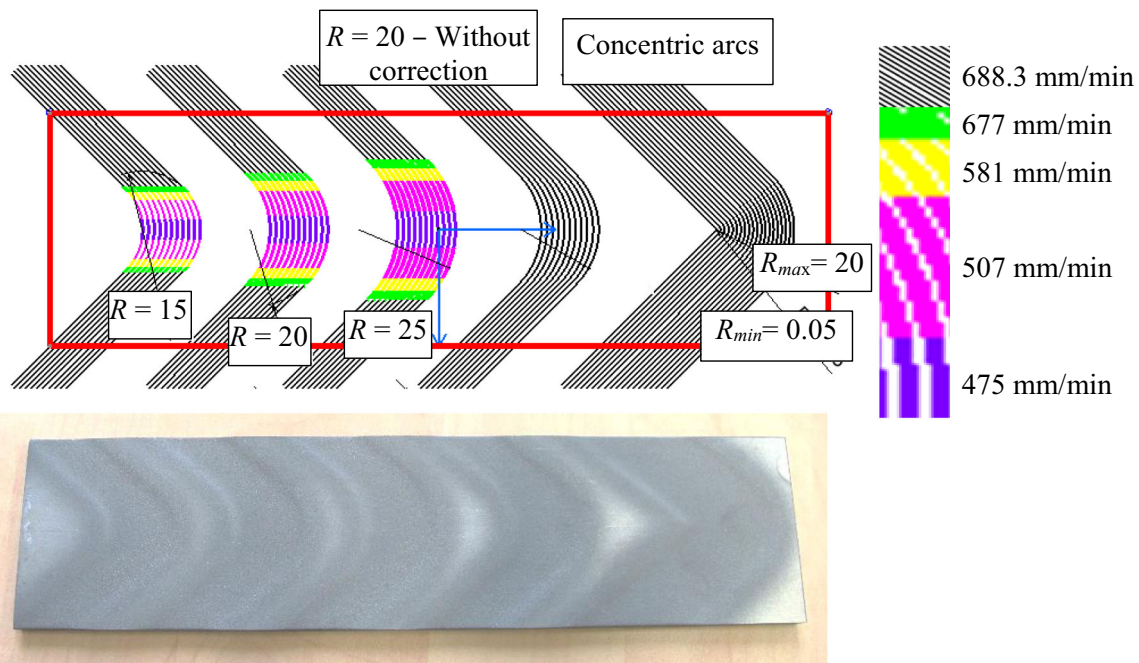 R = 20 – Without
correction
Concentric arcs
688.3 mm/min
677 mm/min
581 mm/min
507 mm/min
475 mm/min
Rmax= 20
R = 15
R = 20
R = 25
Rmin= 0.05